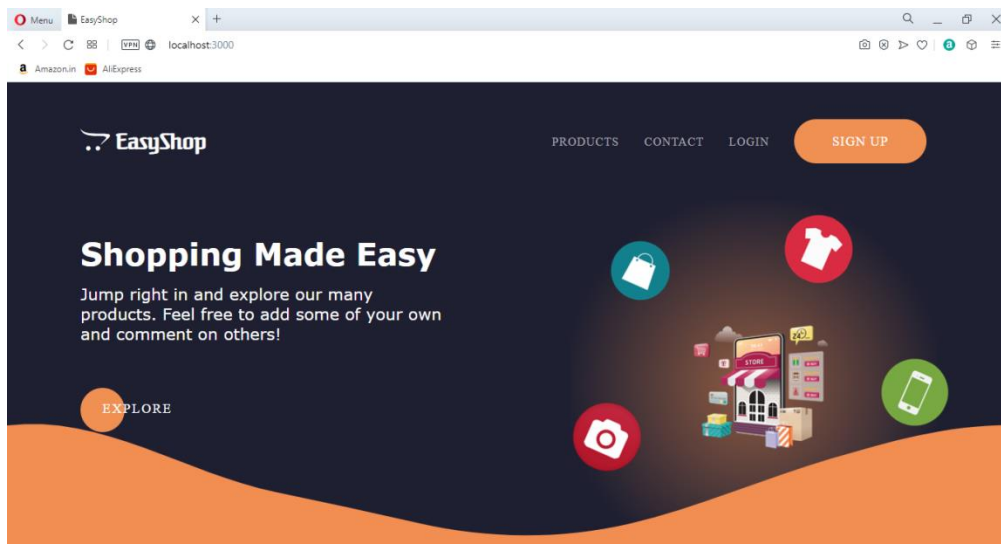 Menu
EasyShop
VPN
localhost:3000
a
Amazon.in
AliExpress
EasyShop
PRODUCTS
CONTACT
LOGIN
SIGN UP
Shopping Made Easy
Jump right in and explore our many
products. Feel free to add some of your own
and comment on others!
STORE
EXPLORE